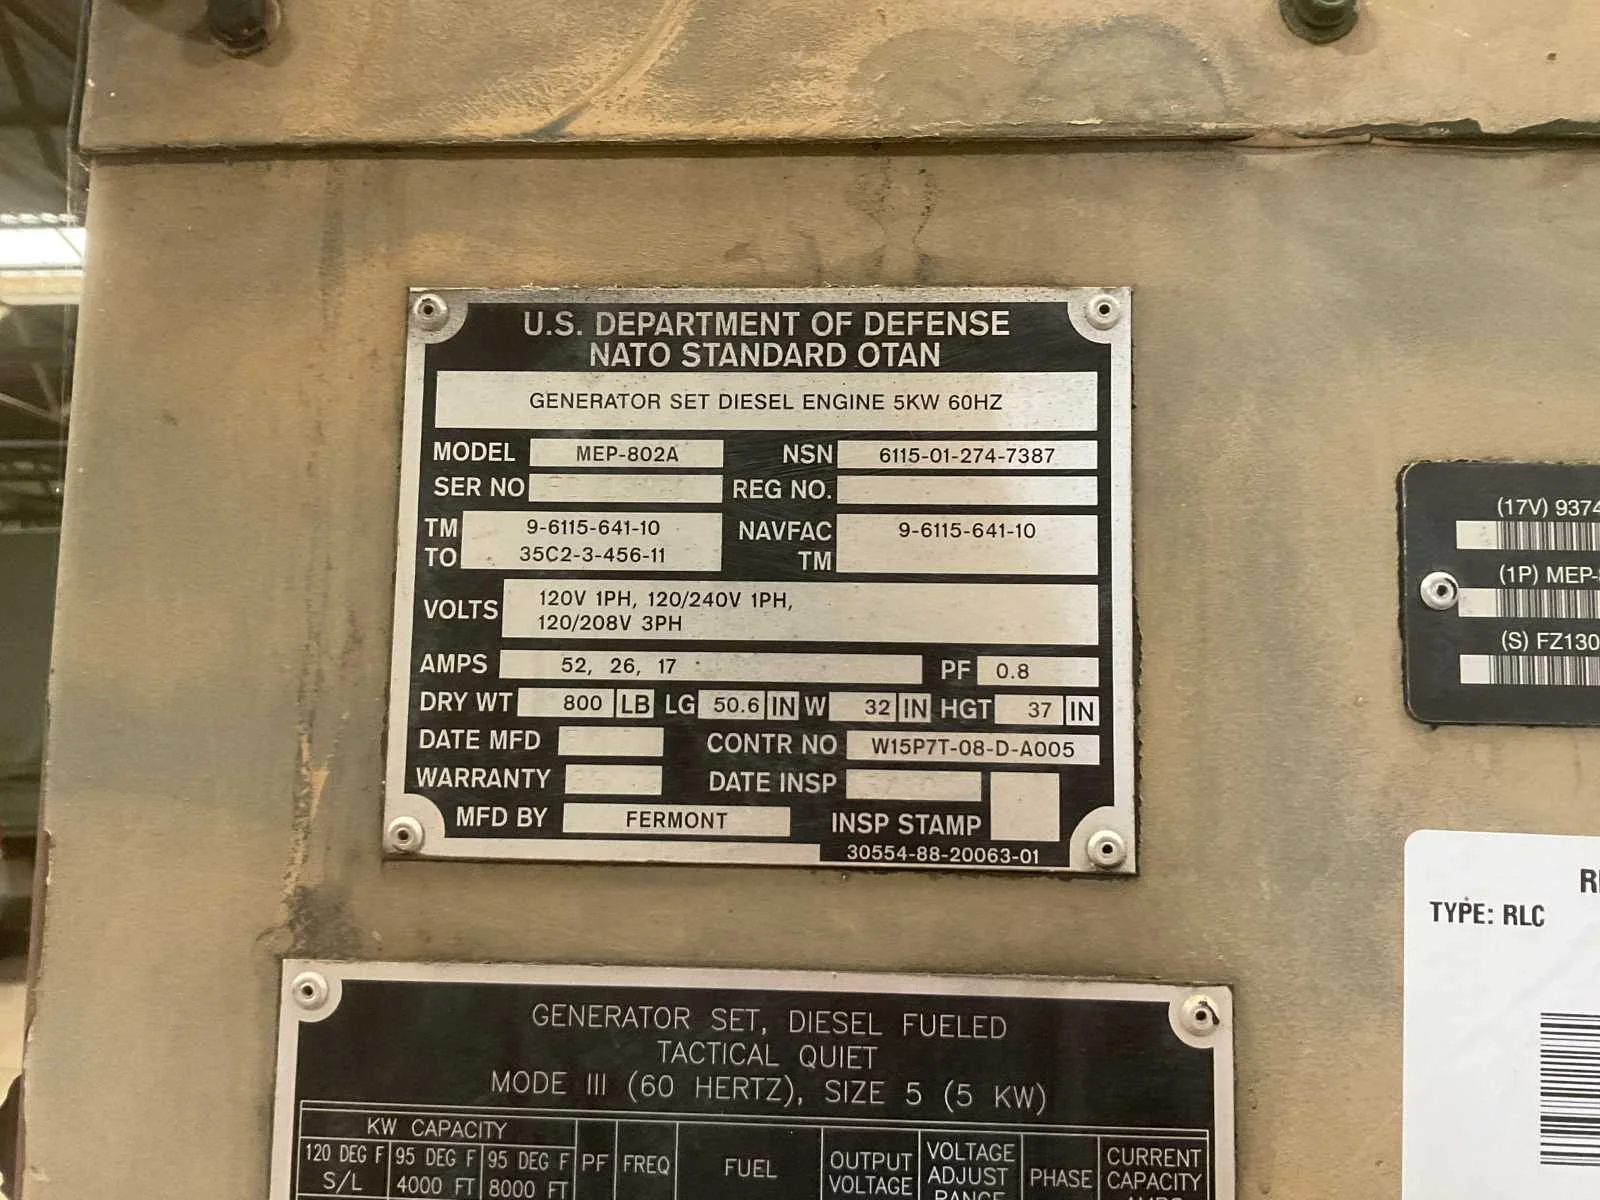 U.S. DEPARTMENT OF DEFENSE
NATO STANDARD OTAN
GENERATOR SET DIESEL ENGINE 5KW 60HZ
MODEL MEP-802A NSN 6115-01-274-7387
SER NO REG NO.
TM 9-6115-641-10 NAVFAC 9-6115-641-10
TO 35C2-3-456-11 TM
VOLTS 120V 1PH, 120/240V 1PH,
120/208V 3PH
AMPS 52, 26, 17 PF 0.8
DRY WT 800 LB LG 50.6 IN W 32 IN HGT 37 IN
DATE MFD CONTR NO W15P7T-08-D-A005
WARRANTY DATE INSP
MFD BY FERMONT INSP STAMP
30554-88-20063-01
(17V) 9374
(1P) MEP-
(S) FZ130
TYPE: RLC
GENERATOR SET, DIESEL FUELED
TACTICAL QUIET
MODE III (60 HERTZ), SIZE 5 (5 KW)
KW CAPACITY
120 DEG F 95 DEG F 95 DEG F PF FREQ FUEL OUTPUT VOLTAGE PHASE CURRENT
S/L 4000 FT 8000 FT VOLTAGE ADJUST CAPACITY
RANGE AMPS